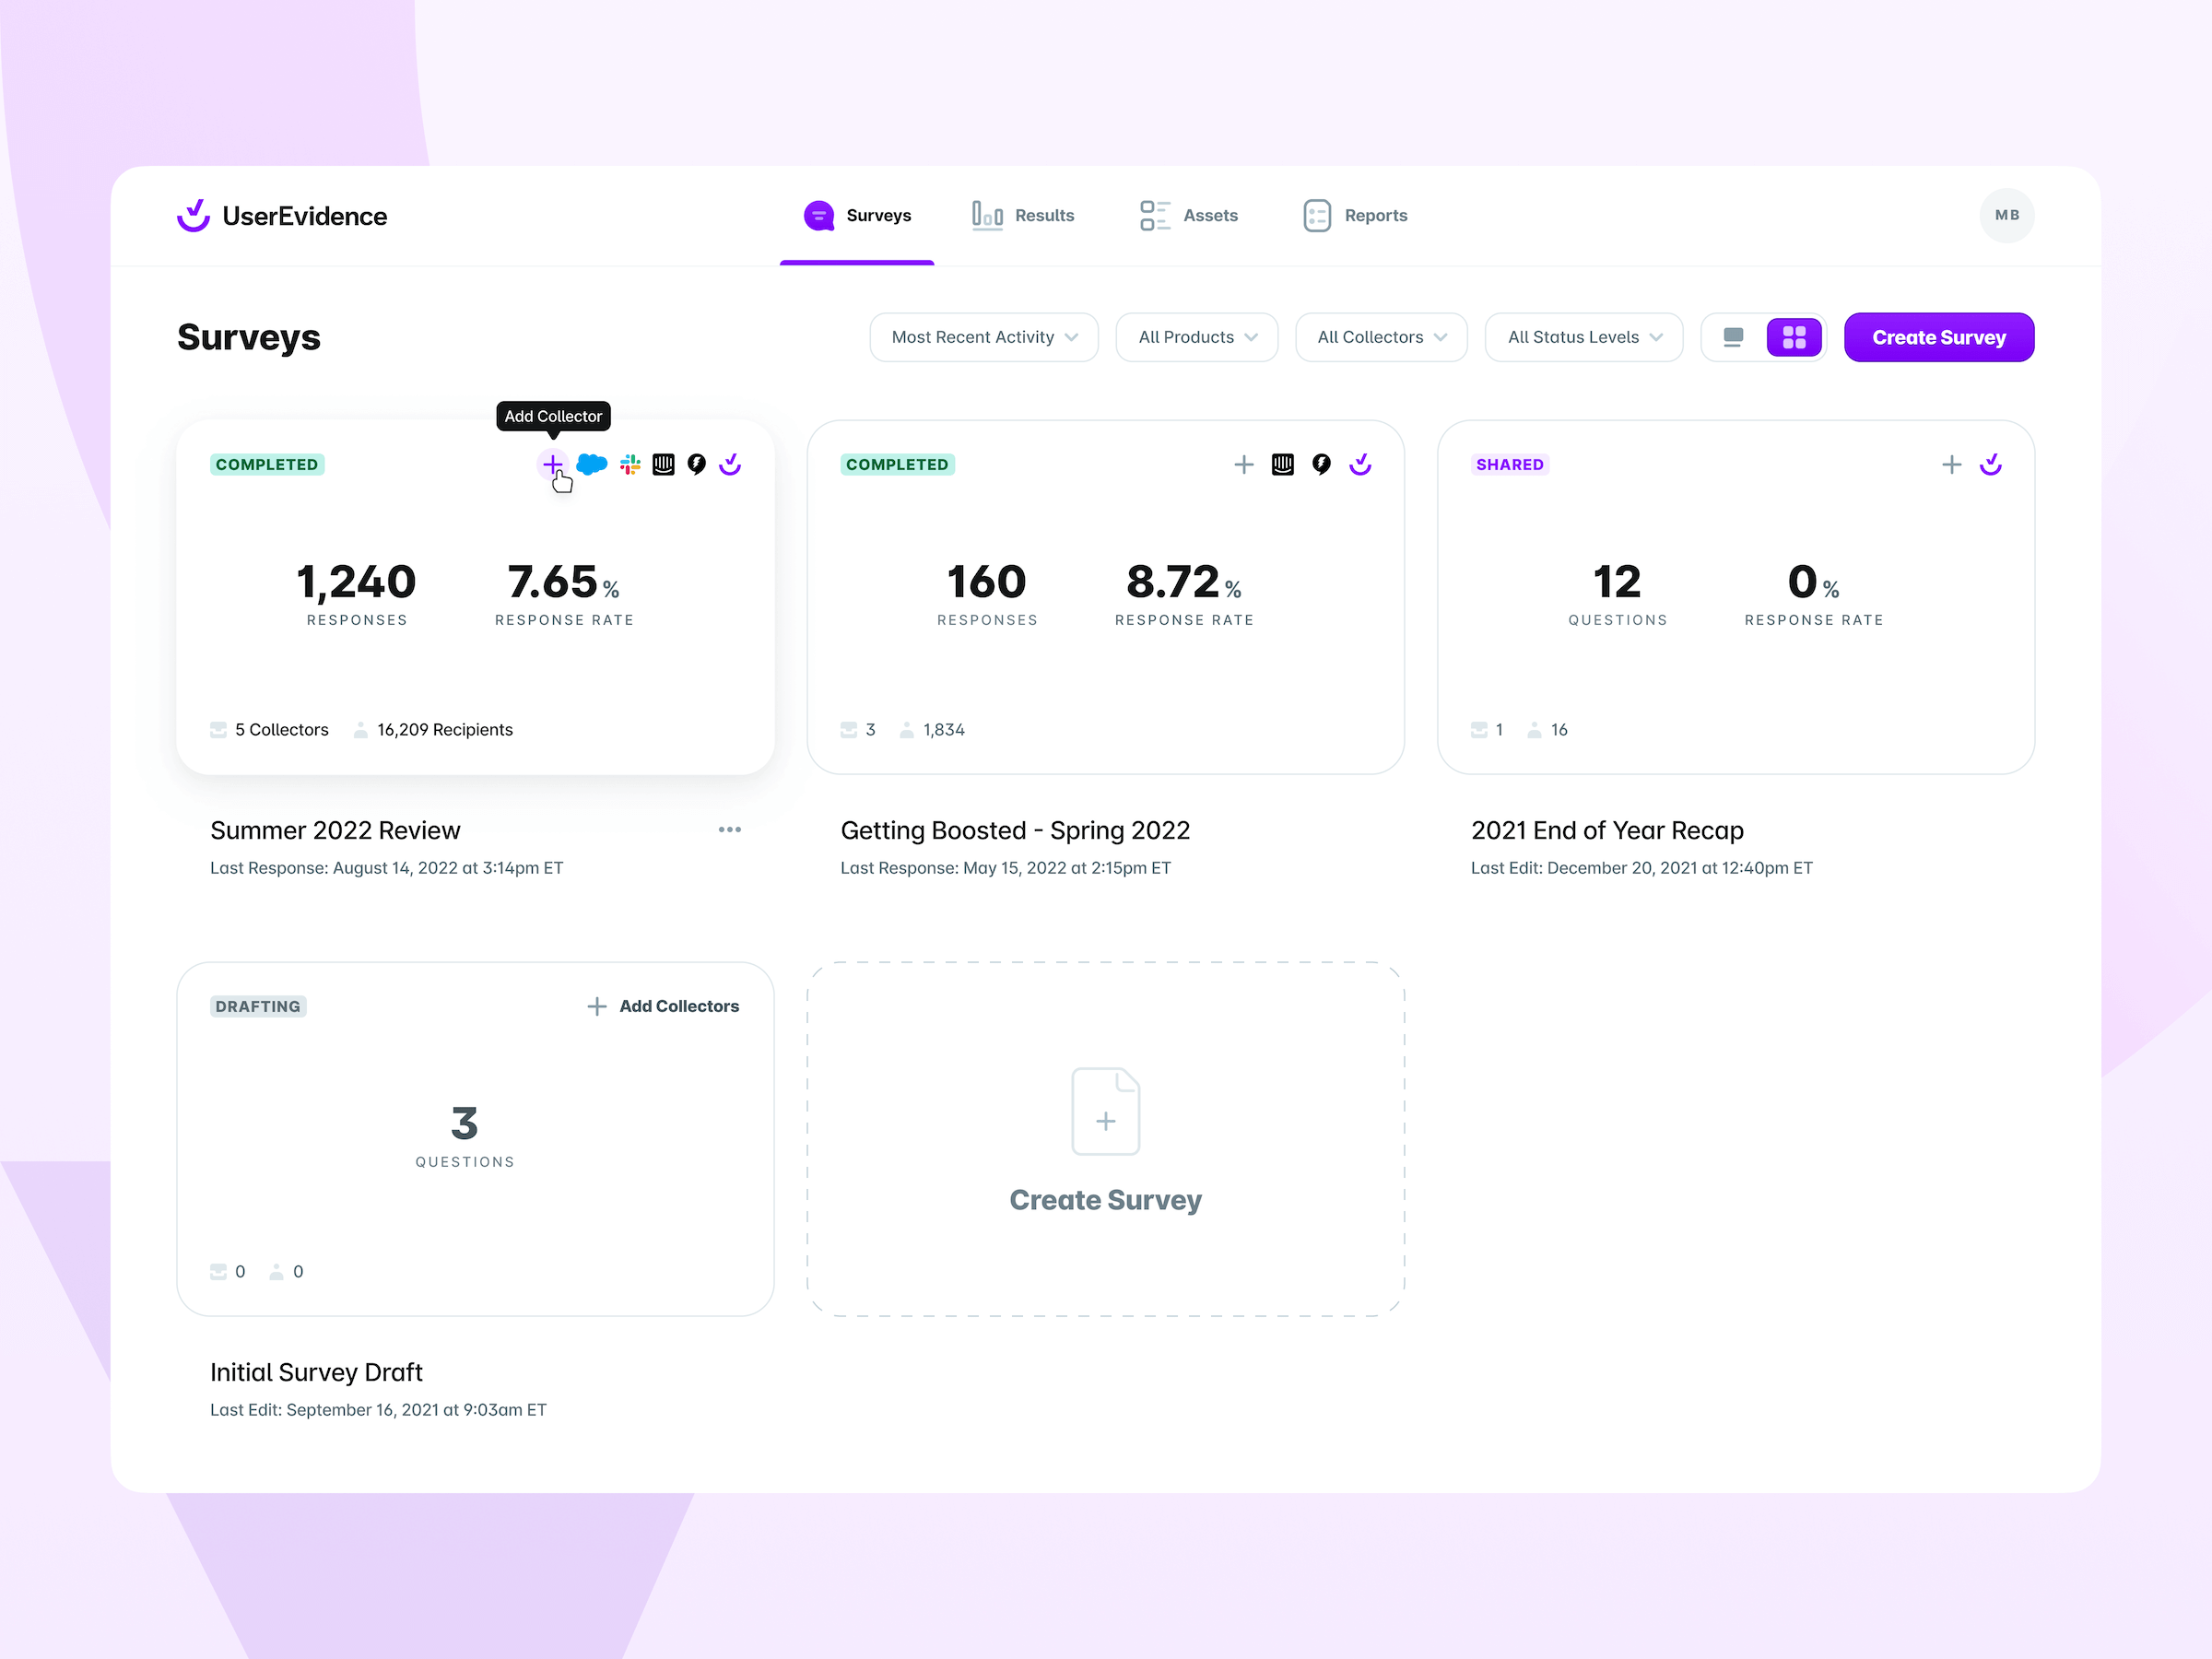 UserEvidence
Surveys
Results
Assets
Reports
MB
Surveys
Most Recent Activity
All Products
All Collectors
All Status Levels
Create Survey
Add Collector
COMPLETED
1,240
RESPONSES
7.65 %
RESPONSE RATE
5 Collectors
16,209 Recipients
Summer 2022 Review
Last Response: August 14, 2022 at 3:14pm ET
COMPLETED
160
RESPONSES
8.72 %
RESPONSE RATE
3
1,834
Getting Boosted - Spring 2022
Last Response: May 15, 2022 at 2:15pm ET
SHARED
12
QUESTIONS
0 %
RESPONSE RATE
1
16
2021 End of Year Recap
Last Edit: December 20, 2021 at 12:40pm ET
DRAFTING
Add Collectors
3
QUESTIONS
0
0
Initial Survey Draft
Last Edit: September 16, 2021 at 9:03am ET
Create Survey